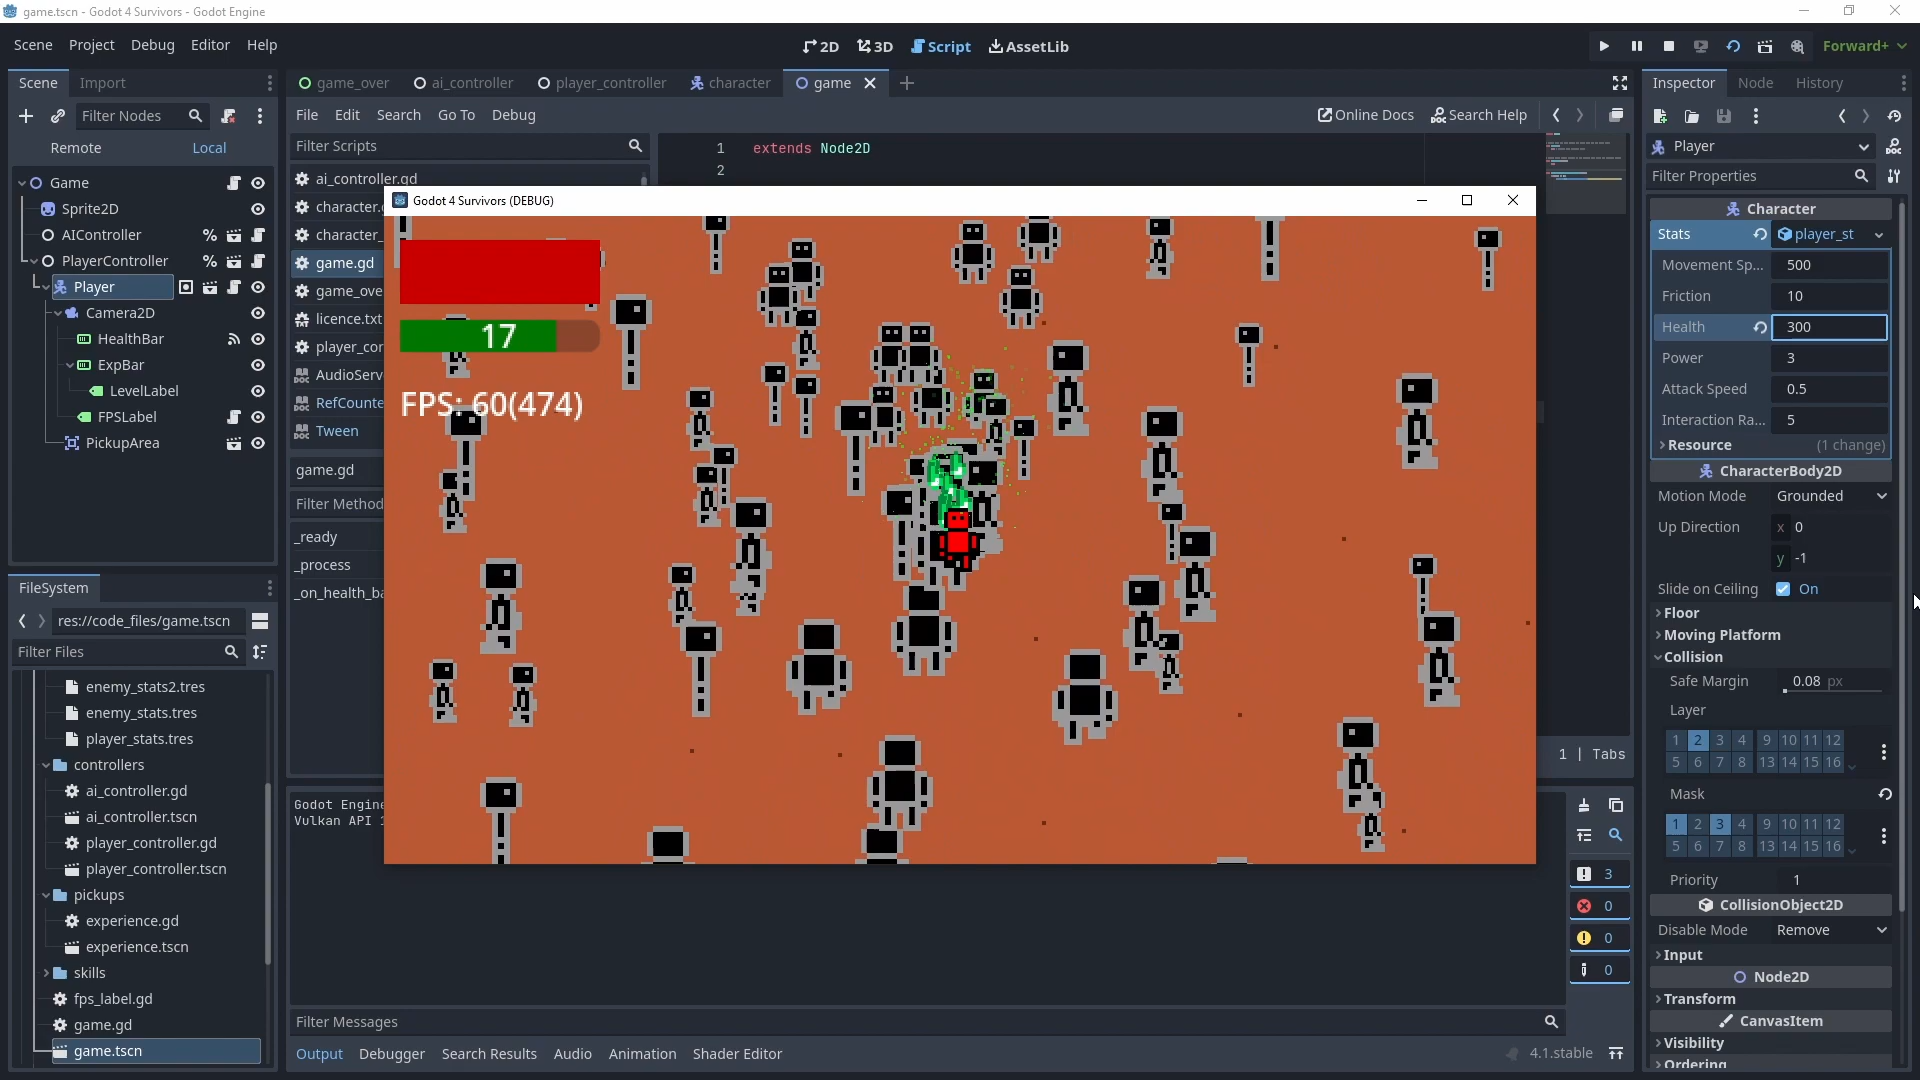 game.tscn - Godot 4 Survivors - Godot Engine
Scene Project Debug Editor Help
2D 3D Script AssetLib
Forward+
Scene Import
game_over ai_controller player_controller character game
Inspector Node History
Filter Nodes
File Edit Search Go To Debug
Online Docs Search Help
Remote Local
Filter Scripts
1 extends Node2D
2
Player
Filter Properties
Game
Sprite2D
AIController
PlayerController
Player
Camera2D
HealthBar
ExpBar
LevelLabel
FPSLabel
PickupArea
ai_controller.gd
character.
character_
game.gd
game_ove
licence.txt
player_cor
AudioServ
RefCounte
Tween
game.gd
Filter Method
_ready
_process
_on_health_ba
Godot 4 Survivors (DEBUG)
17
FPS: 60(474)
1 | Tabs
Character
Stats player_st
Movement Sp... 500
Friction 10
Health 300
Power 3
Attack Speed 0.5
Interaction Ra... 5
Resource (1 change)
CharacterBody2D
Motion Mode Grounded
Up Direction x 0
y -1
Slide on Ceiling On
Floor
Moving Platform
Collision
Safe Margin 0.08 px
Layer
1 2 3 4 9 10 11 12
5 6 7 8 13 14 15 16
Mask
1 2 3 4 9 10 11 12
5 6 7 8 13 14 15 16
Priority 1
CollisionObject2D
Disable Mode Remove
Input
Node2D
Transform
CanvasItem
Visibility
Ordering
FileSystem
res://code_files/game.tscn
Filter Files
enemy_stats2.tres
enemy_stats.tres
player_stats.tres
controllers
ai_controller.gd
ai_controller.tscn
player_controller.gd
player_controller.tscn
pickups
experience.gd
experience.tscn
skills
fps_label.gd
game.gd
game.tscn
Godot Engine
Vulkan API
3
0
0
0
Filter Messages
Output Debugger Search Results Audio Animation Shader Editor
4.1.stable